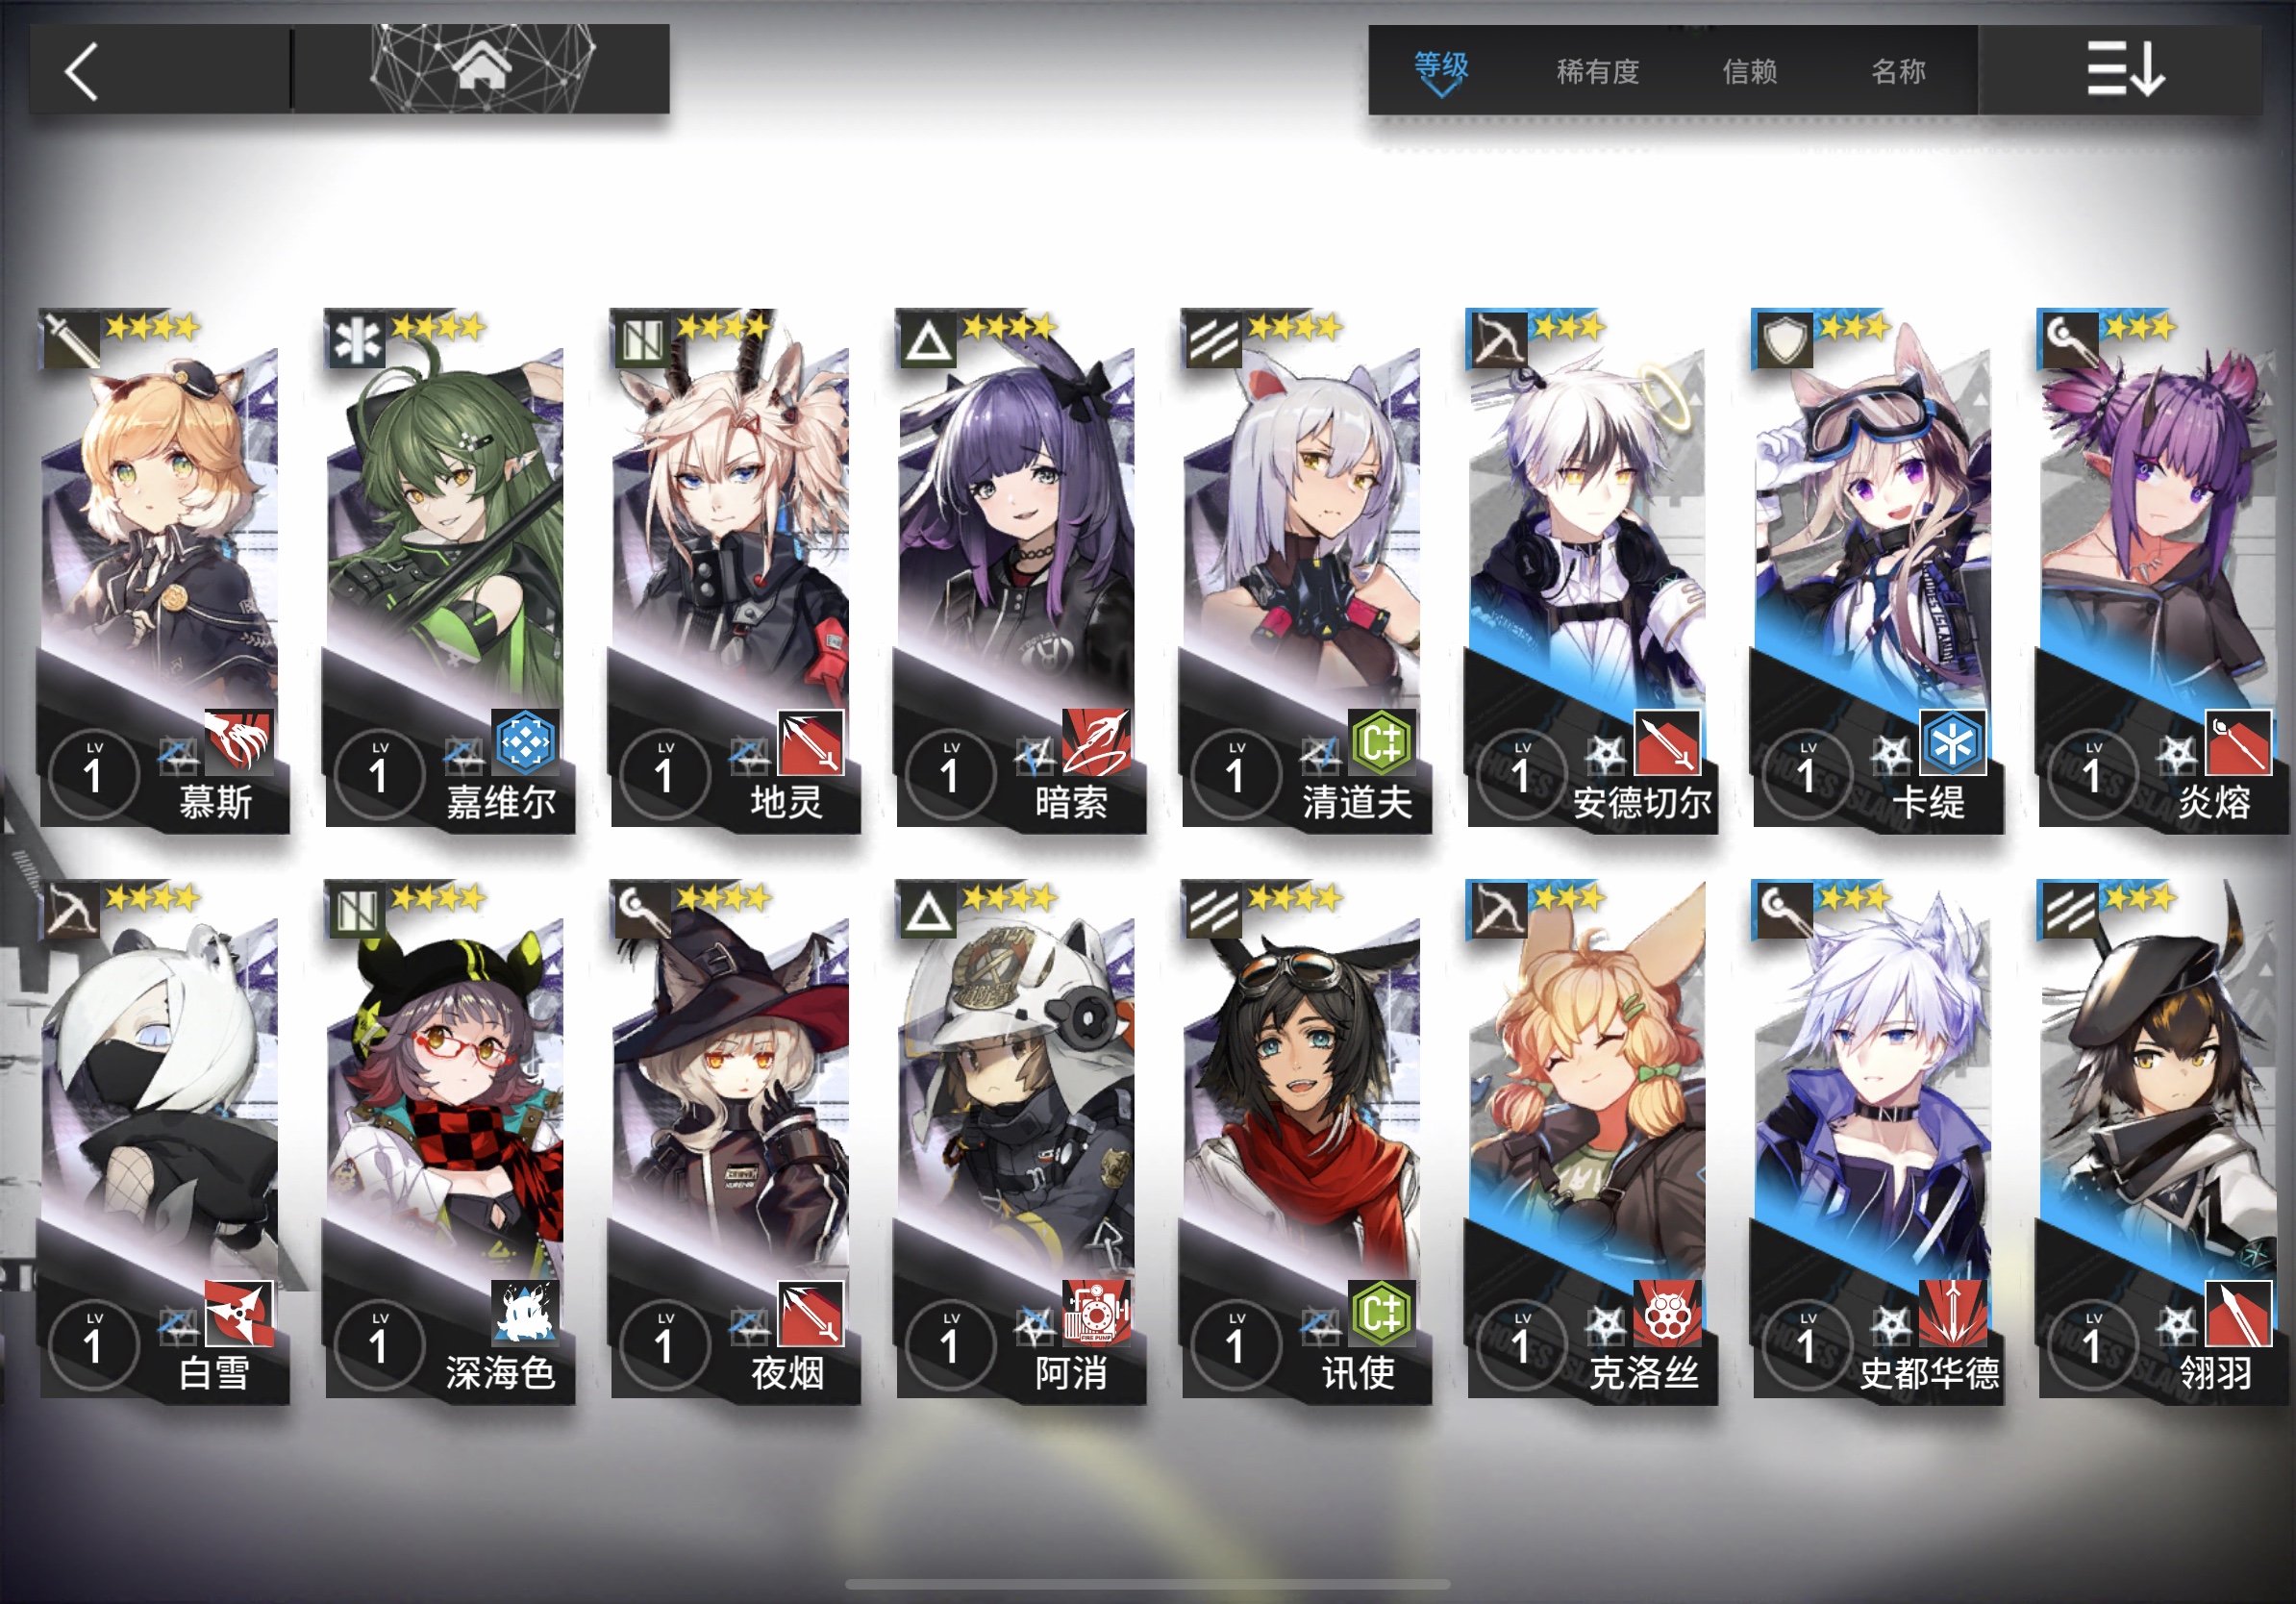 等级 稀有度 信赖 名称
LV 1 慕斯
LV 1 嘉维尔
LV 1 地灵
LV 1 暗索
LV 1 清道夫
LV 1 安德切尔
LV 1 卡缇
LV 1 炎熔
LV 1 白雪
LV 1 深海色
LV 1 夜烟
LV 1 阿消
LV 1 讯使
LV 1 克洛丝
LV 1 史都华德
LV 1 翎羽